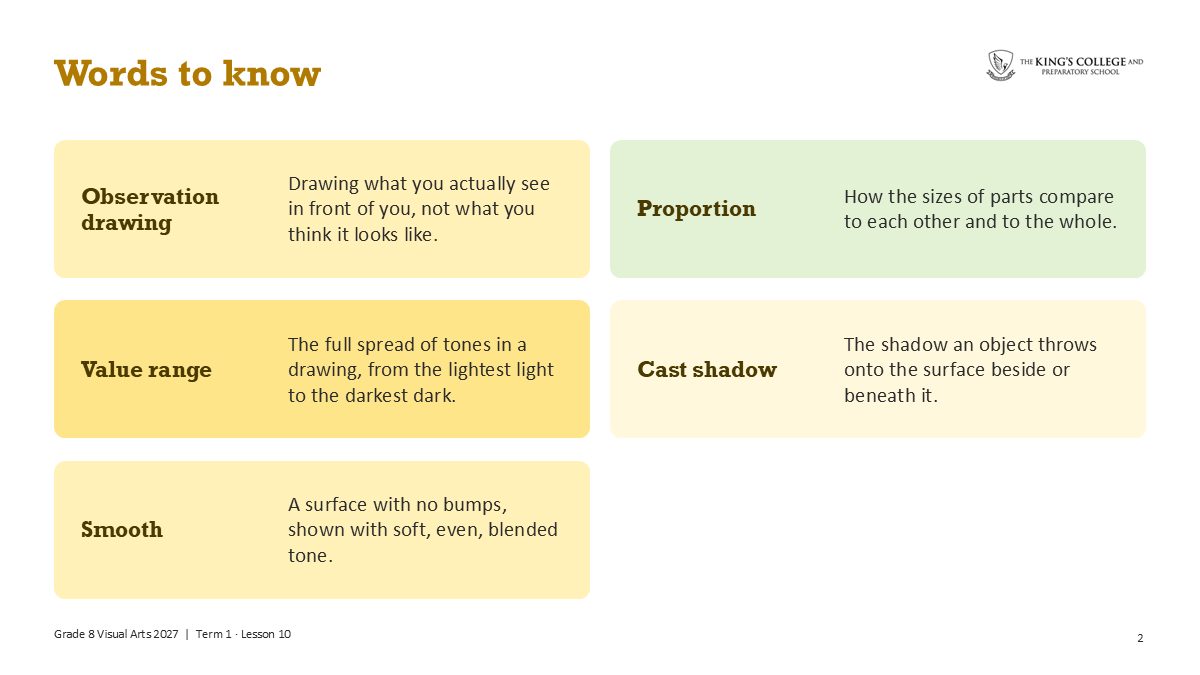 Words to know
THE KING'S COLLEGE AND
PREPARATORY SCHOOL
Observation
drawing
Drawing what you actually see
in front of you, not what you
think it looks like.
Proportion
How the sizes of parts compare
to each other and to the whole.
Value range
The full spread of tones in a
drawing, from the lightest light
to the darkest dark.
Cast shadow
The shadow an object throws
onto the surface beside or
beneath it.
Smooth
A surface with no bumps,
shown with soft, even, blended
tone.
Grade 8 Visual Arts 2027 | Term 1 · Lesson 10
2